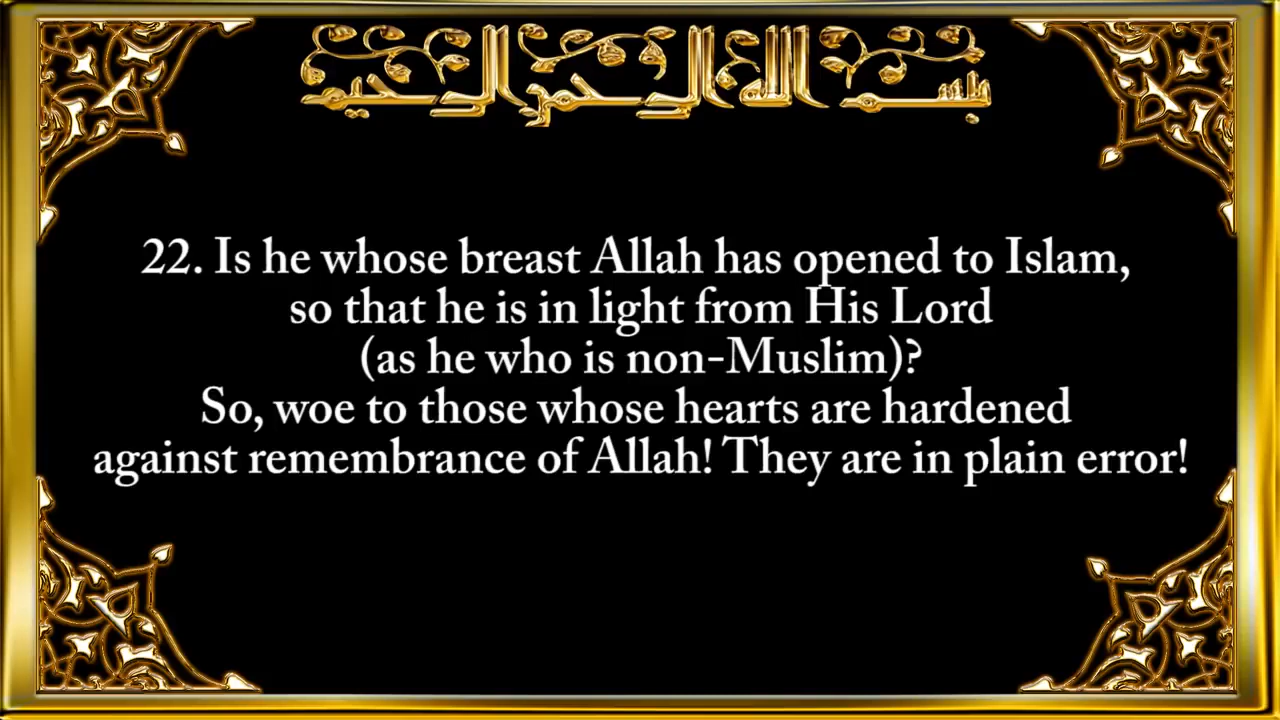 بسم الله الرحمن الرحيم
22. Is he whose breast Allah has opened to Islam,
so that he is in light from His Lord
(as he who is non-Muslim)?
So, woe to those whose hearts are hardened
against remembrance of Allah! They are in plain error!